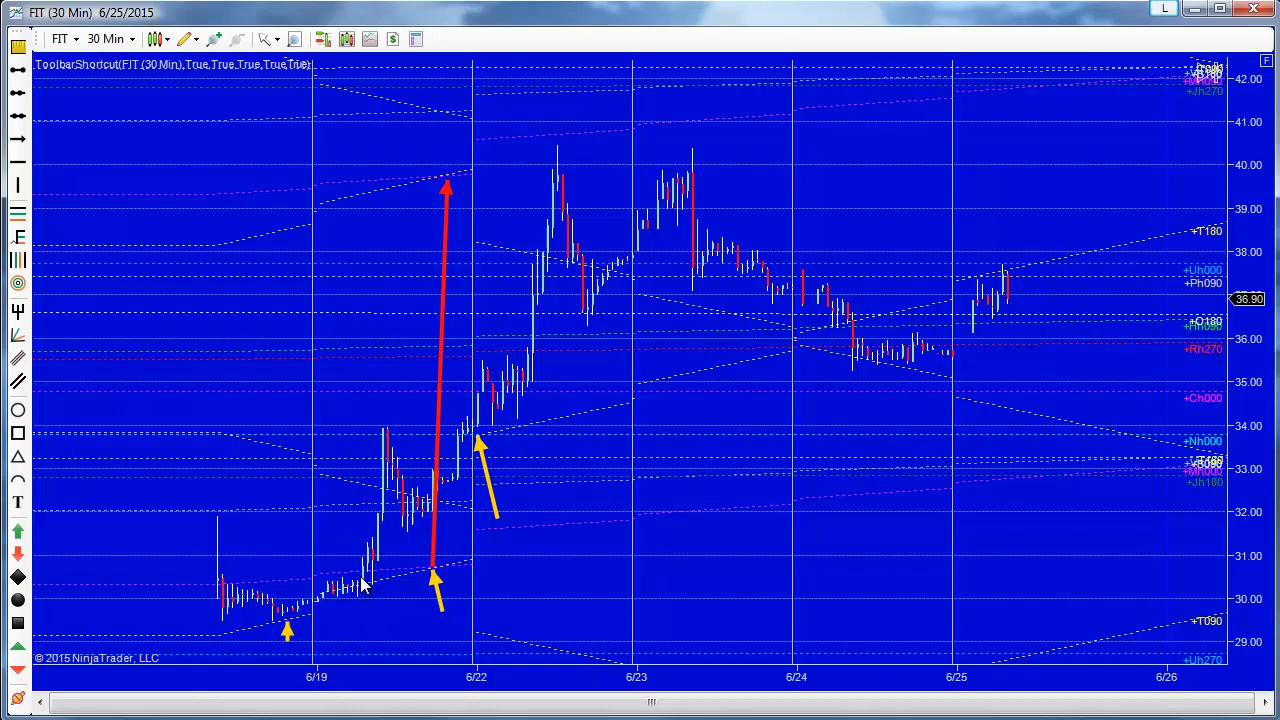 FIT (30 Min)  6/25/2015
L
FIT
30 Min
F
E
T
$
ToolbarShortcut(FIT (30 Min),True,True,True,True)
F
42.00
+Jh270
41.00
40.00
39.00
+T180
38.00
+Uh000
+Ph090
36.90
+O180
+Rh270
36.00
35.00
+Ch000
34.00
+Nh000
33.00
+Jh180
32.00
31.00
30.00
+T090
29.00
+Uh270
© 2015 NinjaTrader, LLC
6/19
6/22
6/23
6/24
6/25
6/26